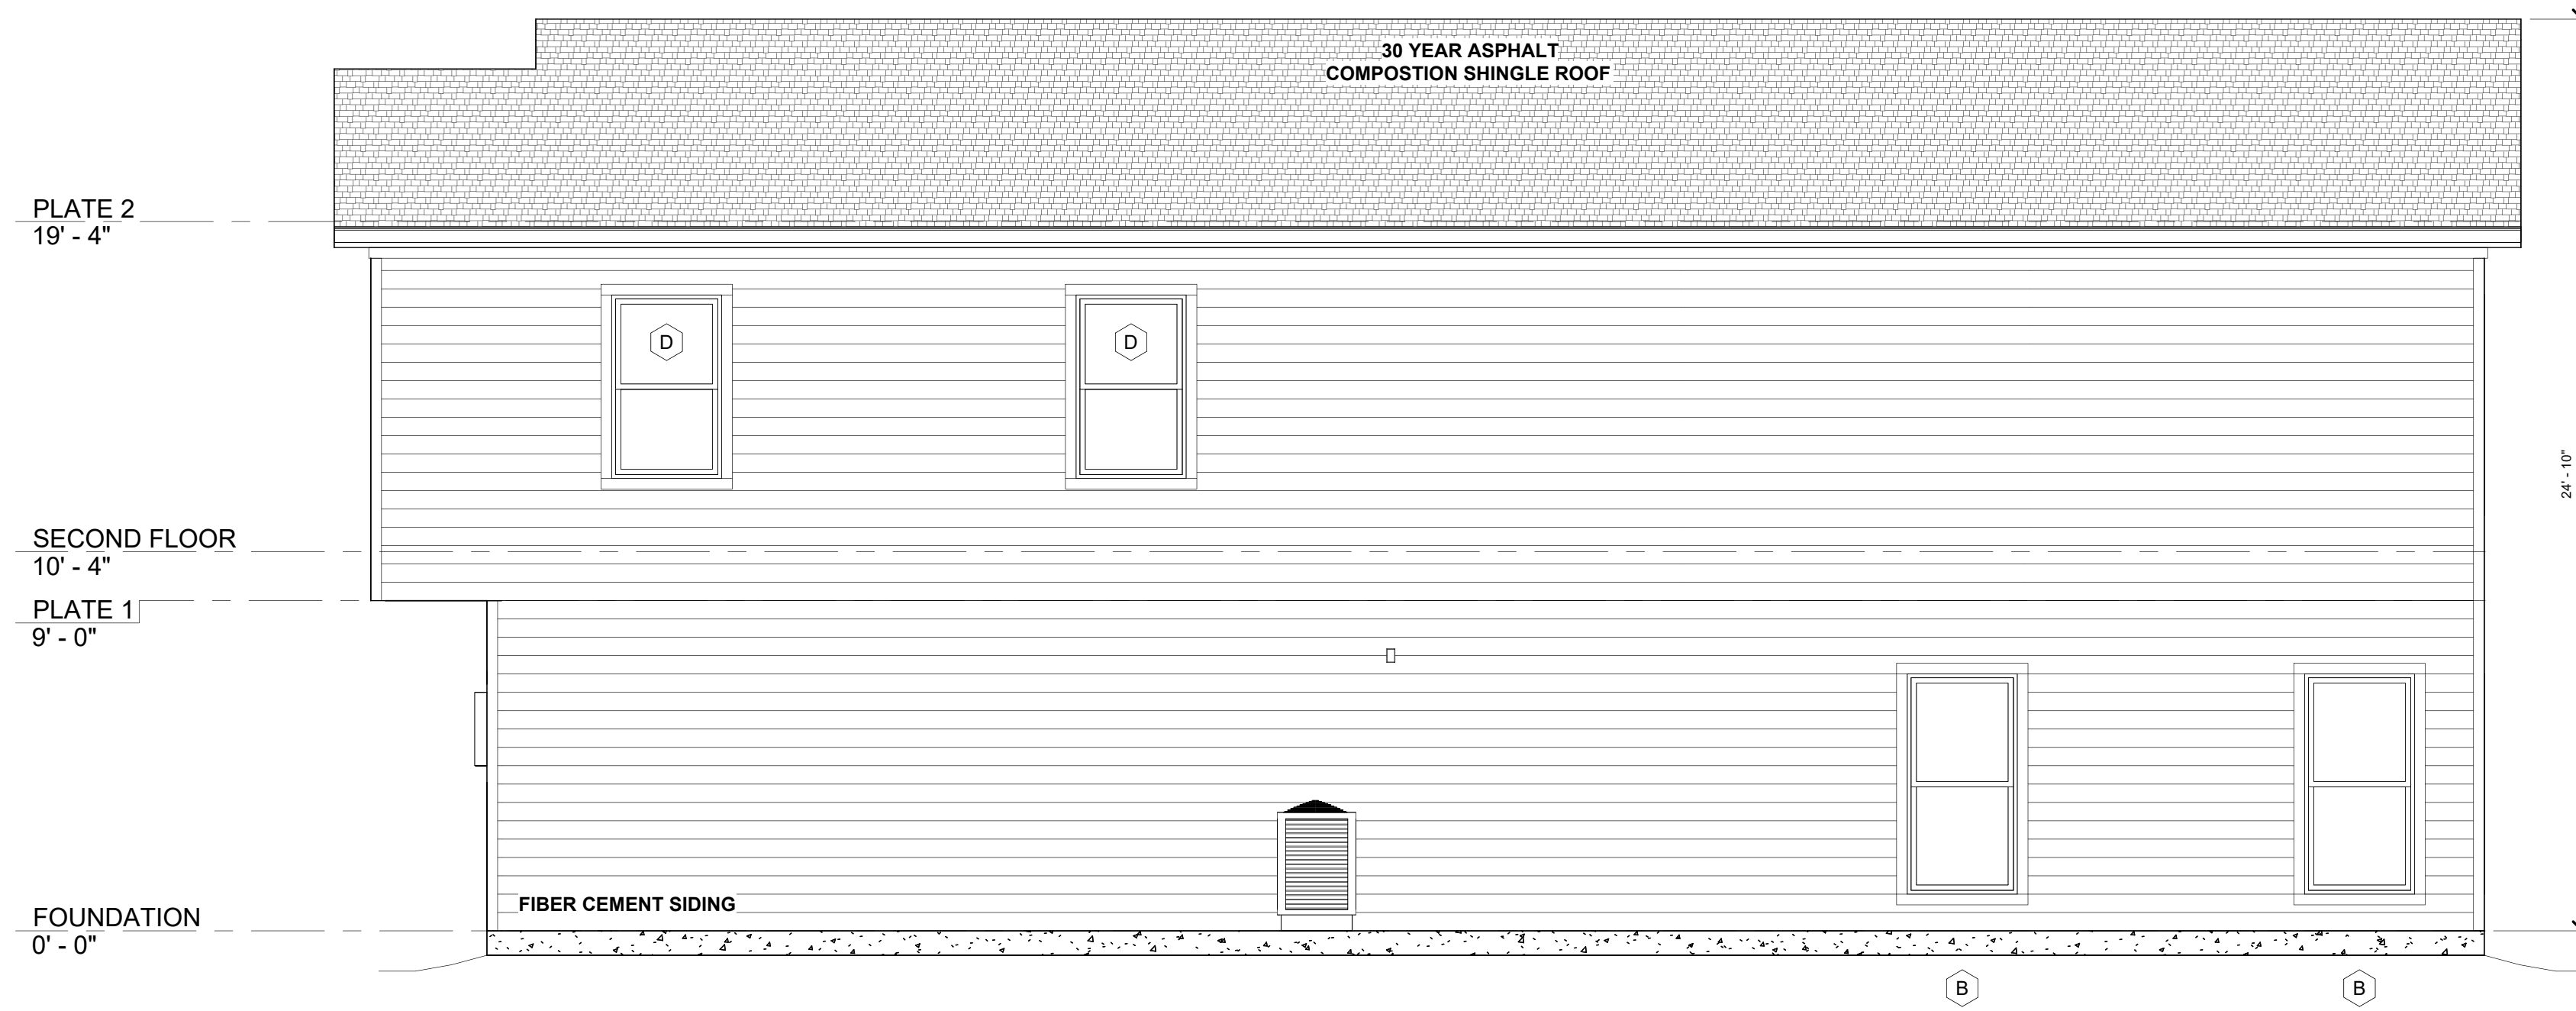 30 YEAR ASPHALT
COMPOSTION SHINGLE ROOF
PLATE 2
19' - 4"
D
D
24' - 10"
SECOND FLOOR
10' - 4"
PLATE 1
9' - 0"
FIBER CEMENT SIDING
FOUNDATION
0' - 0"
B
B